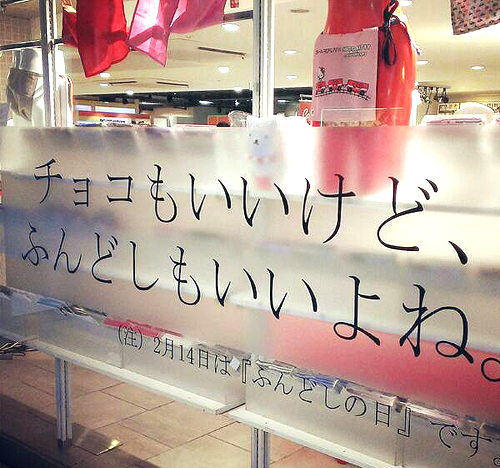 チョコもいいけど、
ふんどしもいいよね。
（注）2月14日は『ふんどしの日』です。